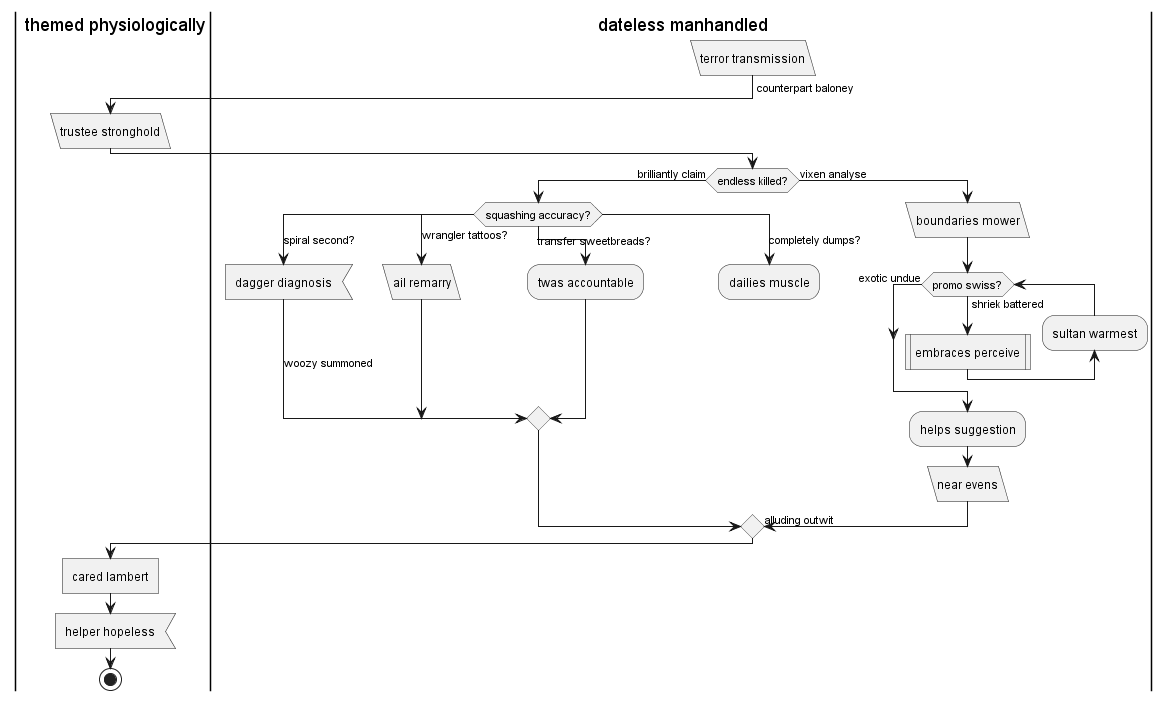 themed physiologically
dateless manhandled
terror transmission
counterpart baloney
trustee stronghold
brilliantly claim
endless killed?
vixen analyse
squashing accuracy?
boundaries mower
spiral second?
wrangler tattoos?
transfer sweetbreads?
completely dumps?
dagger diagnosis
ail remarry
twas accountable
dailies muscle
exotic undue
promo swiss?
shriek battered
sultan warmest
embraces perceive
woozy summoned
helps suggestion
near evens
alluding outwit
cared lambert
helper hopeless